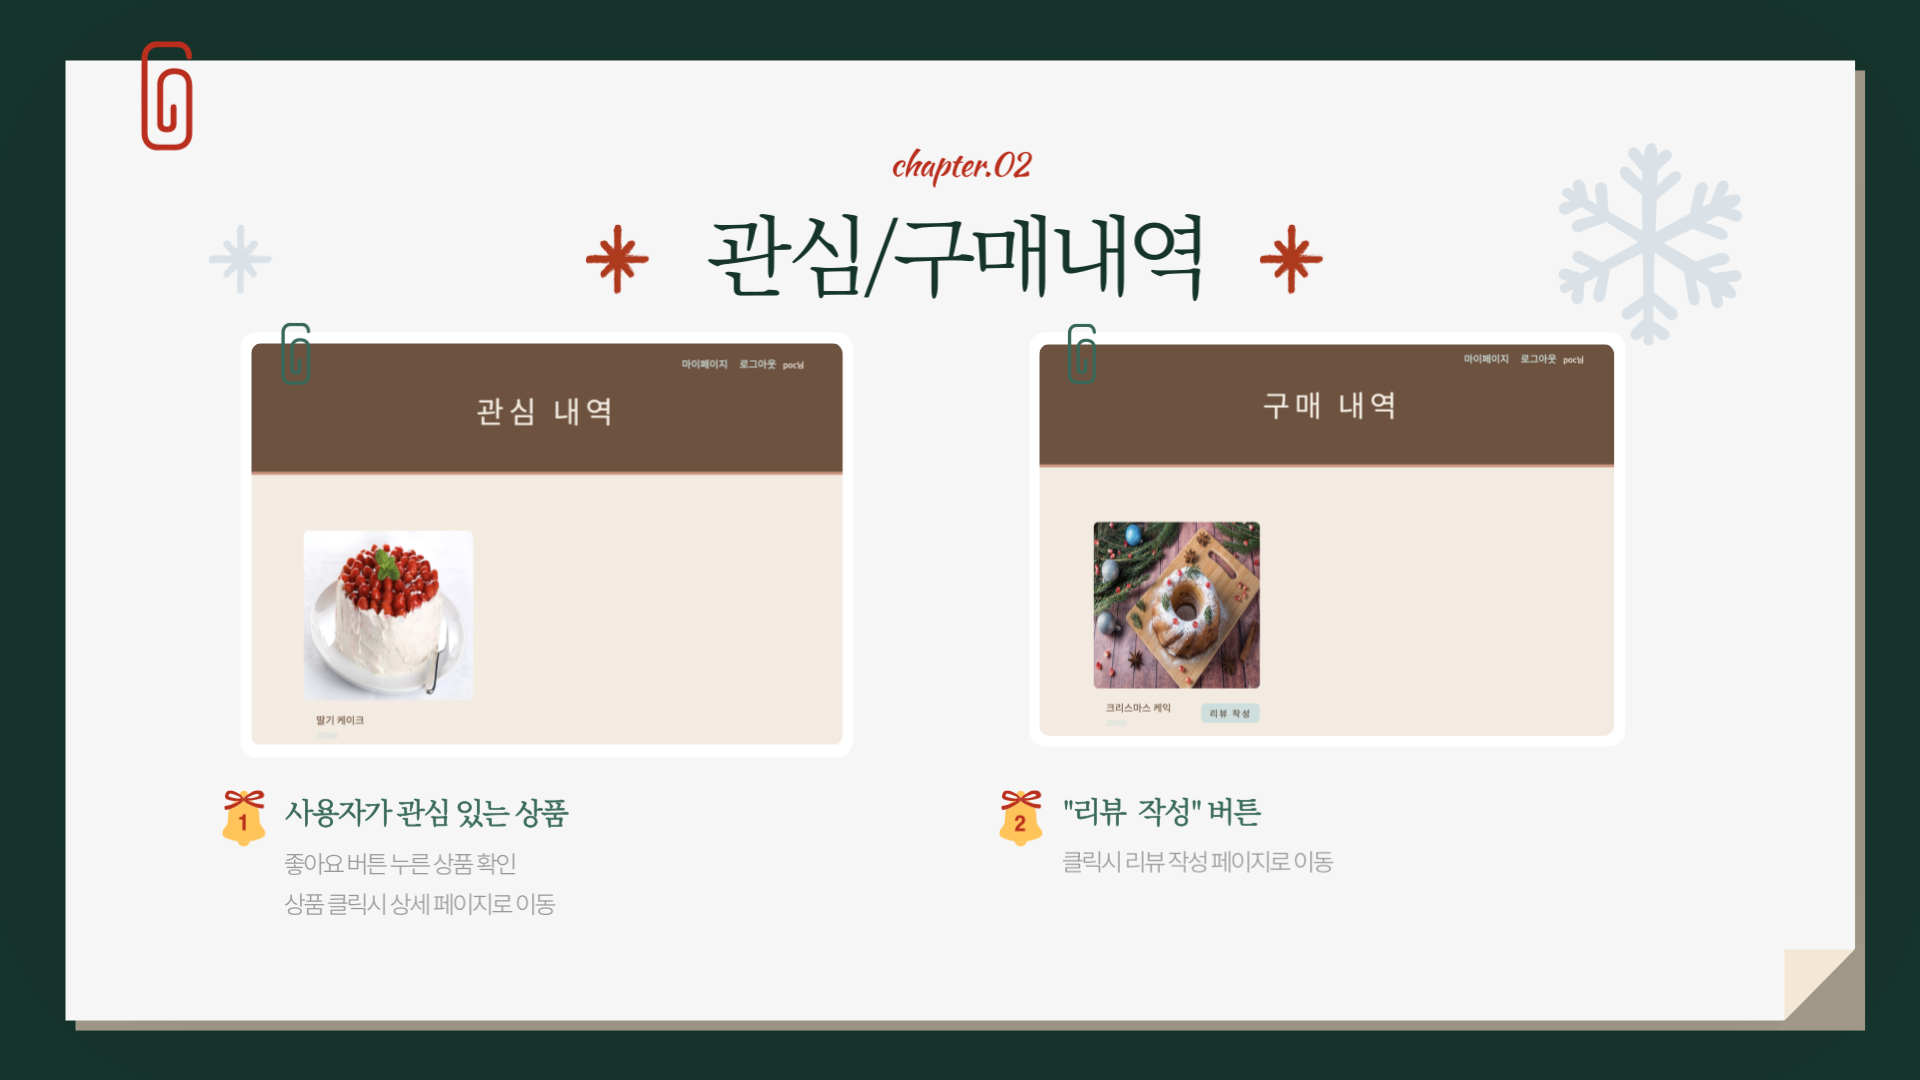 chapter.02
관심/구매내역
마이페이지 로그아웃 poc님
관심 내역
딸기 케이크
마이페이지 로그아웃 poc님
구매 내역
크리스마스 케익
리뷰 작성
1
사용자가 관심 있는 상품
좋아요 버튼 누른 상품 확인
상품 클릭시 상세 페이지로 이동
2
"리뷰 작성" 버튼
클릭시 리뷰 작성 페이지로 이동